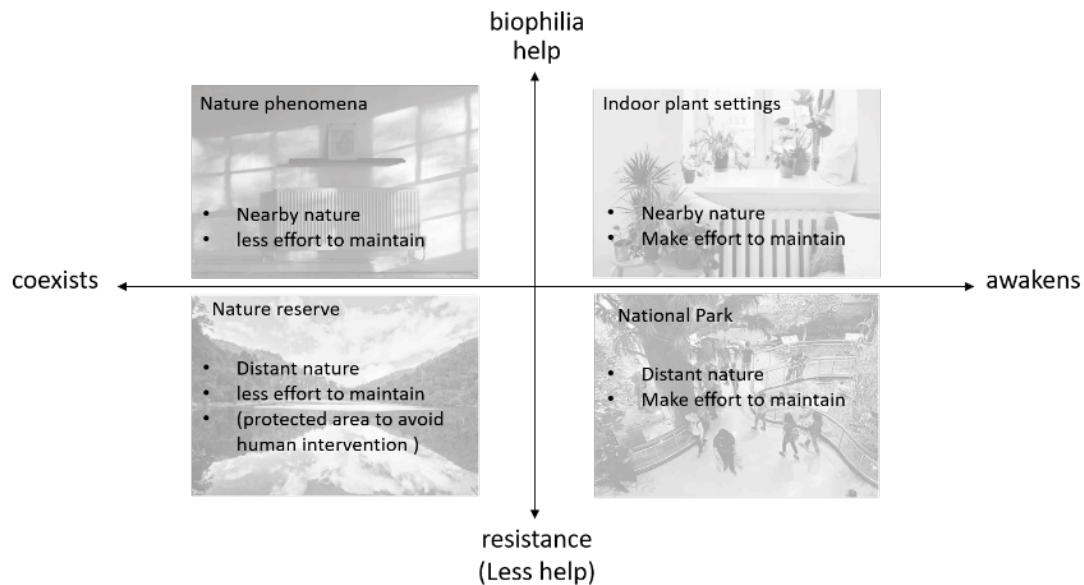 biophilia
help
Nature phenomena
• Nearby nature
• less effort to maintain
Indoor plant settings
• Nearby nature
• Make effort to maintain
coexists
awakens
Nature reserve
• Distant nature
• less effort to maintain
• (protected area to avoid
human intervention )
National Park
• Distant nature
• Make effort to maintain
resistance
(Less help)